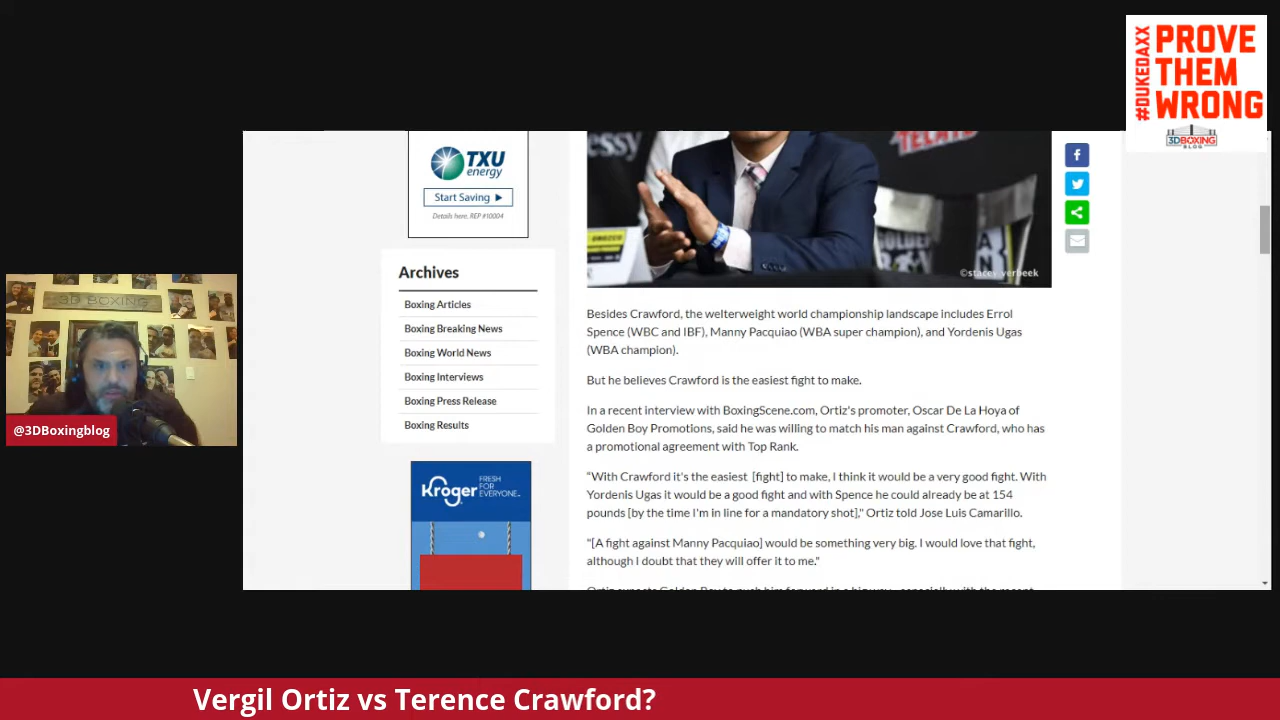 #DUKEDAXX
PROVE
THEM
WRONG
3DBOXING
BLOG
TXU
energy
Start Saving
Details here. REP #10004
Archives
Boxing Articles
Boxing Breaking News
Boxing World News
Boxing Interviews
Boxing Press Release
Boxing Results
Kroger
FRESH
FOR
EVERYONE™
TECATE
OROZCO
GOLDEN
BOY
©stacey verbeek
Besides Crawford, the welterweight world championship landscape includes Errol
Spence (WBC and IBF), Manny Pacquiao (WBA super champion), and Yordenis Ugas
(WBA champion).
But he believes Crawford is the easiest fight to make.
In a recent interview with BoxingScene.com, Ortiz's promoter, Oscar De La Hoya of
Golden Boy Promotions, said he was willing to match his man against Crawford, who has
a promotional agreement with Top Rank.
"With Crawford it's the easiest [fight] to make, I think it would be a very good fight. With
Yordenis Ugas it would be a good fight and with Spence he could already be at 154
pounds [by the time I'm in line for a mandatory shot]," Ortiz told Jose Luis Camarillo.
"[A fight against Manny Pacquiao] would be something very big. I would love that fight,
although I doubt that they will offer it to me."
3D BOXING
@3DBoxingblog
Vergil Ortiz vs Terence Crawford?